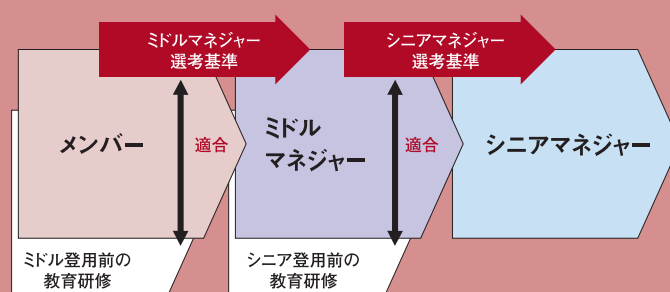 ミドルマネジャー
選考基準
シニアマネジャー
選考基準
メンバー
適合
ミドル
マネジャー
適合
シニアマネジャー
ミドル登用前の
教育研修
シニア登用前の
教育研修